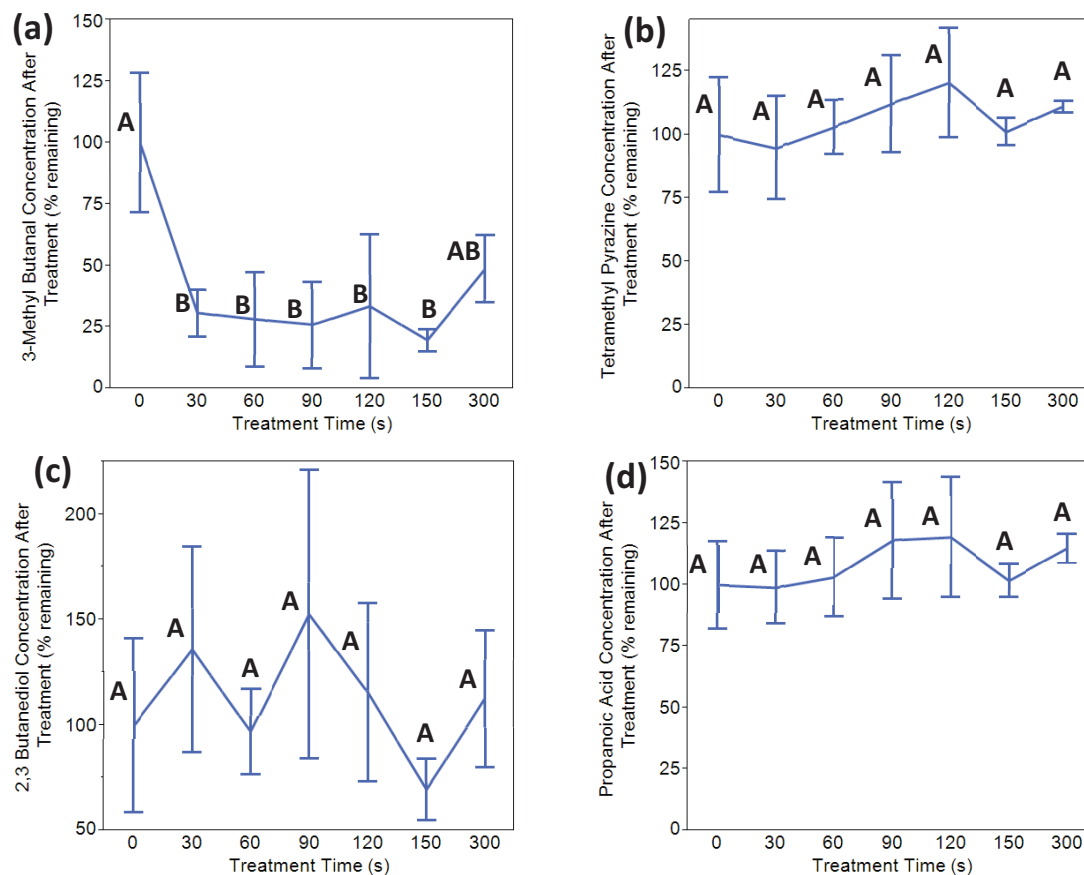 (a)
3-Methyl Butanal Concentration After
Treatment (% remaining)
150
125
100
75
50
25
0
A
B
B
B
B
B
AB
0 30 60 90 120 150 300
Treatment Time (s)
(b)
Tetramethyl Pyrazine Concentration After
Treatment (% remaining)
125
100
75
50
25
0
A
A
A
A
A
A
A
0 30 60 90 120 150 300
Treatment Time (s)
(c)
2,3 Butanediol Concentration After
Treatment (% remaining)
200
150
100
50
A
A
A
A
A
A
A
0 30 60 90 120 150 300
Treatment Time (s)
(d)
Propanoic Acid Concentration After
Treatment (% remaining)
150
125
100
75
50
25
0
A
A
A
A
A
A
A
0 30 60 90 120 150 300
Treatment Time (s)